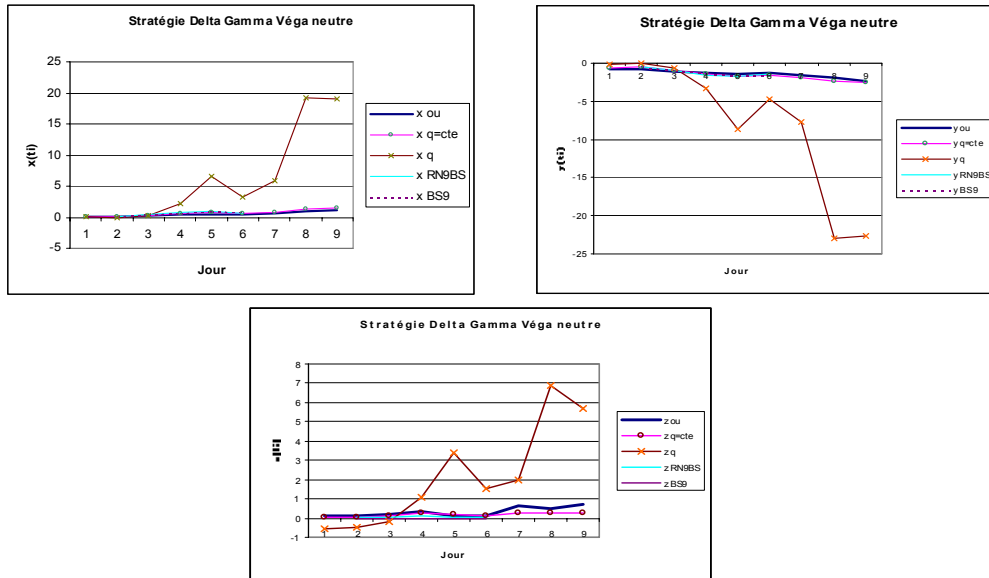 Stratégie Delta Gamma Véga neutre
25
20
15
10
5
0
-5
x(ti)
1 2 3 4 5 6 7 8 9
Jour
x ou
x q=cte
x q
x RN9BS
x BS9
Stratégie Delta Gamma Véga neutre
0
-5
-10
-15
-20
-25
1 2 3 4 5 6 7 8 9
Jour
y ou
y q=cte
y q
y RN9BS
y BS9
Stratégie Delta Gamma Véga neutre
8
7
6
5
4
3
2
1
0
-1
1 2 3 4 5 6 7 8 9
Jour
z ou
z q=cte
z q
z RN9BS
z BS9